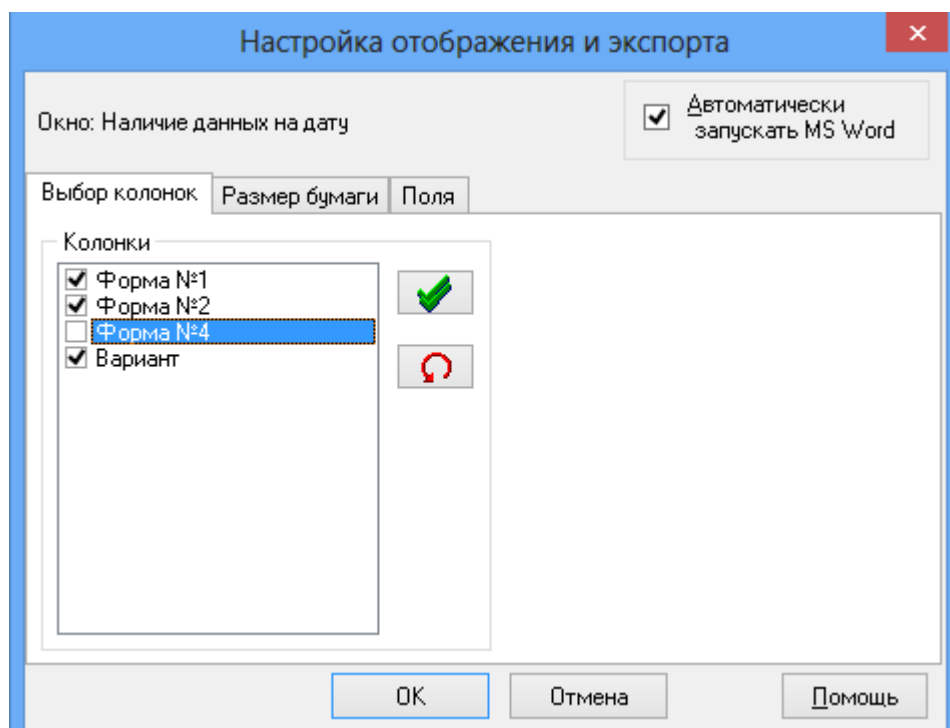 Настройка отображения и экспорта
Окно: Наличие данных на дату
Автоматически
запускать MS Word
Выбор колонок
Размер бумаги
Поля
Колонки
Форма №1
Форма №2
Форма №4
Вариант
OK
Отмена
Помощь